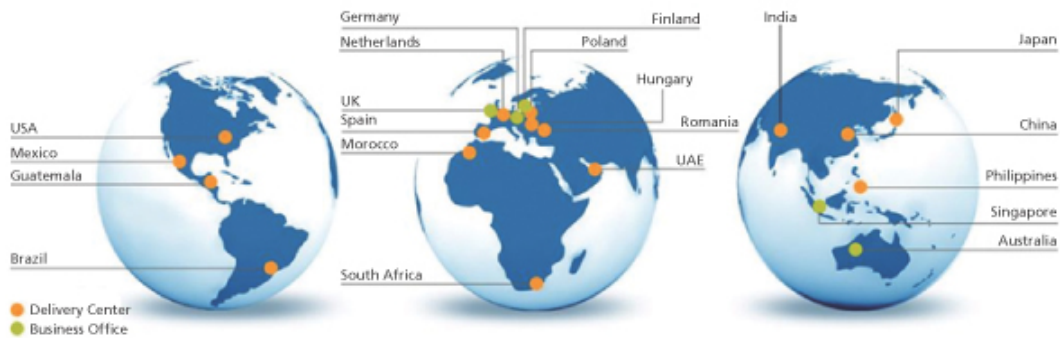 USA
Mexico
Guatemala
Brazil
Delivery Center
Business Office
Germany
Netherlands
UK
Spain
Morocco
South Africa
Finland
Poland
Hungary
Romania
UAE
India
Japan
China
Philippines
Singapore
Australia